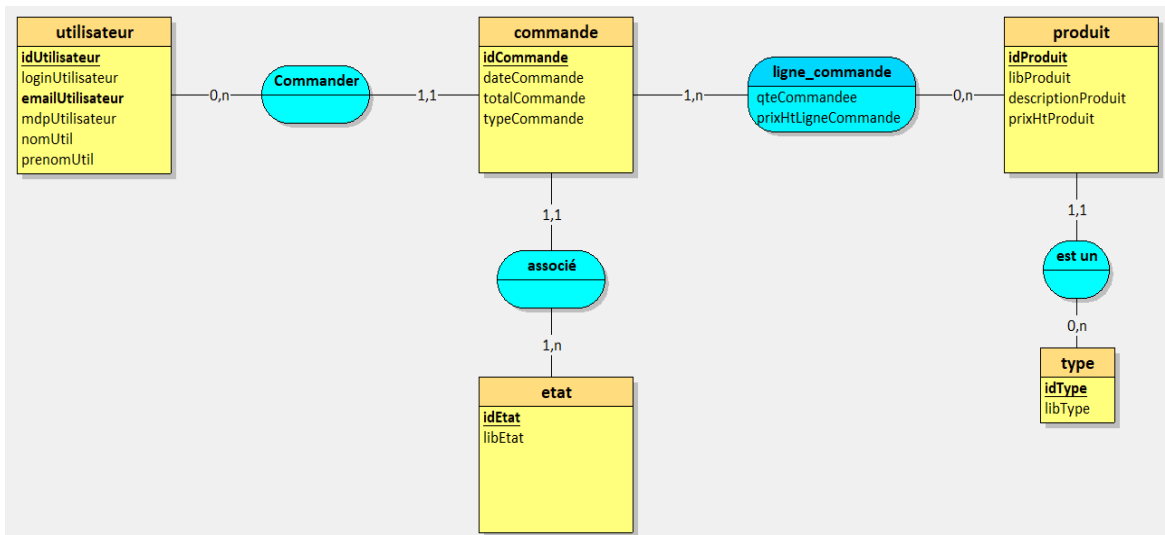 utilisateur
idUtilisateur
loginUtilisateur
emailUtilisateur
mdpUtilisateur
nomUtil
prenomUtil
0,n
Commander
1,1
commande
idCommande
dateCommande
totalCommande
typeCommande
1,n
ligne_commande
qteCommandee
prixHtLigneCommande
0,n
produit
idProduit
libProduit
descriptionProduit
prixHtProduit
1,1
associé
1,n
etat
idEtat
libEtat
1,1
est un
0,n
type
idType
libType